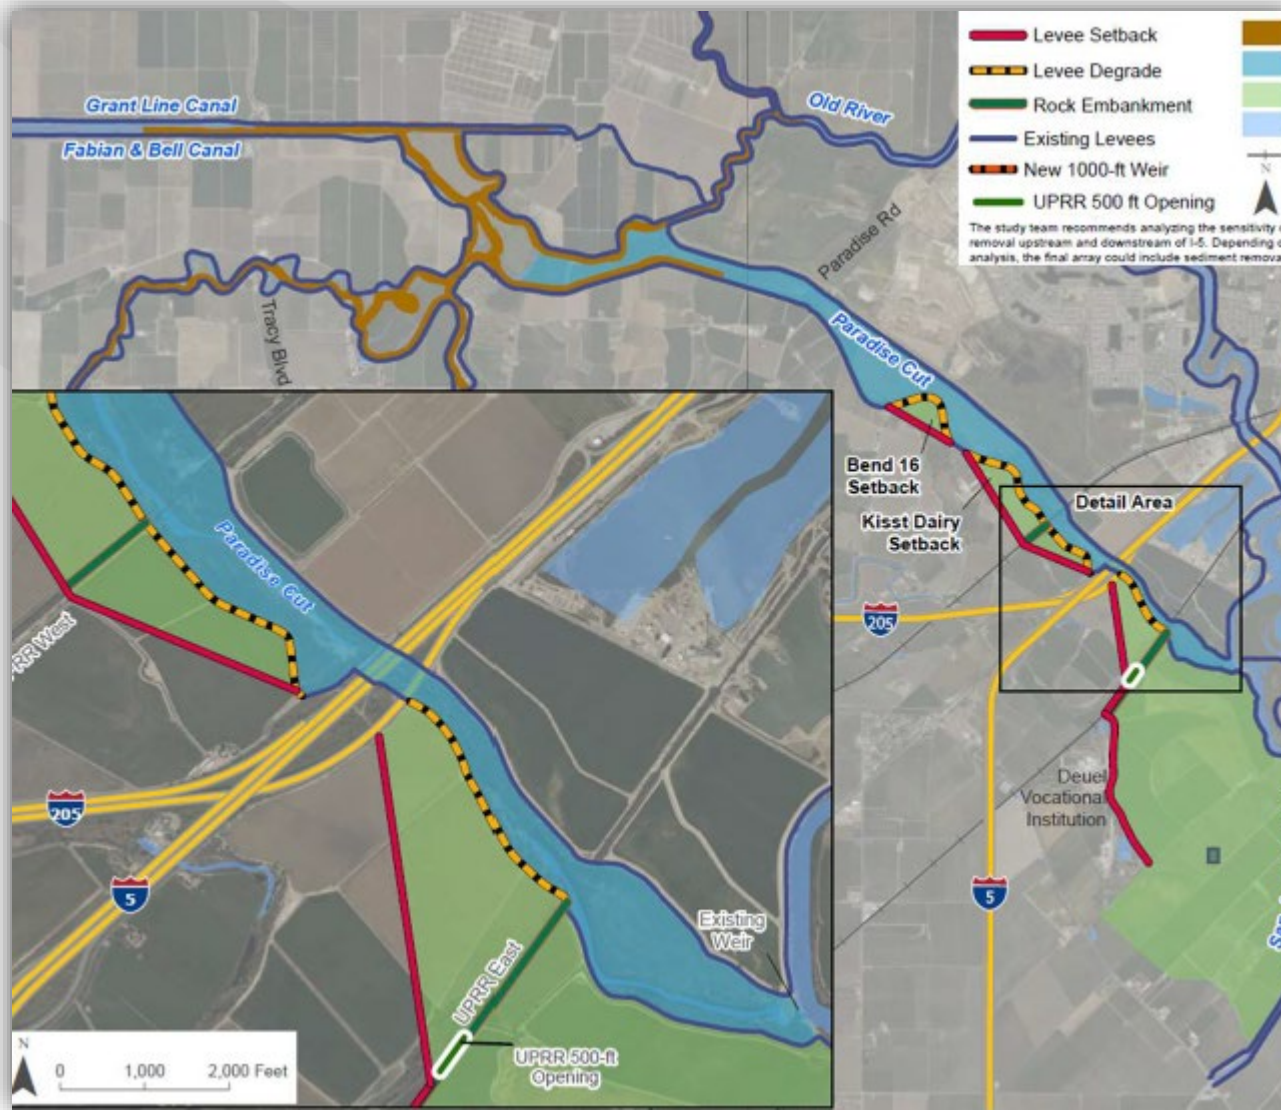 Grant Line Canal
Fabian & Bell Canal
Old River
Paradise Rd
Tracy Blvd
Paradise Cut
Levee Setback
Levee Degrade
Rock Embankment
Existing Levees
New 1000-ft Weir
UPRR 500 ft Opening
N
The study team recommends analyzing the sensitivity
removal upstream and downstream of I-5. Depending
analysis, the final array could include sediment remova
Bend 16
Setback
Kisst Dairy
Setback
Detail Area
205
5
Deuel
Vocational
Institution
San
Paradise Cut
PRR West
205
5
Existing
Weir
UPRR East
UPRR 500-ft
Opening
N
0 1,000 2,000 Feet